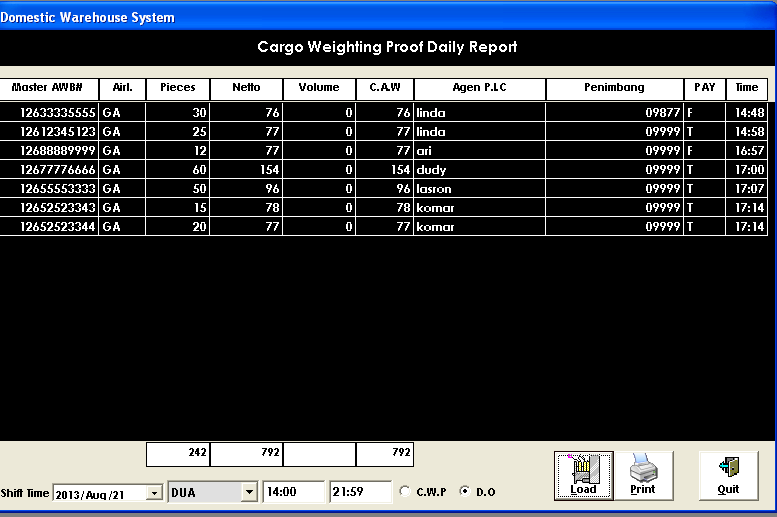 Domestic Warehouse System
Cargo Weighting Proof Daily Report
Master AWB# Airl. Pieces Netto Volume C.A.W Agen P.LC Penimbang PAY Time
12633335555 GA 30 76 0 76 linda 09877 F 14:48
12612345123 GA 25 77 0 77 linda 09999 T 14:58
12688889999 GA 12 77 0 77 ari 09999 F 16:57
12677776666 GA 60 154 0 154 dudy 09999 T 17:00
12655553333 GA 50 96 0 96 lasron 09999 T 17:07
12652523343 GA 15 78 0 78 komar 09999 T 17:14
12652523344 GA 20 77 0 77 komar 09999 T 17:14
242 792 792
Shift Time 2013/Aug/21 DUA 14:00 21:59 C.W.P D.O Load Print Quit